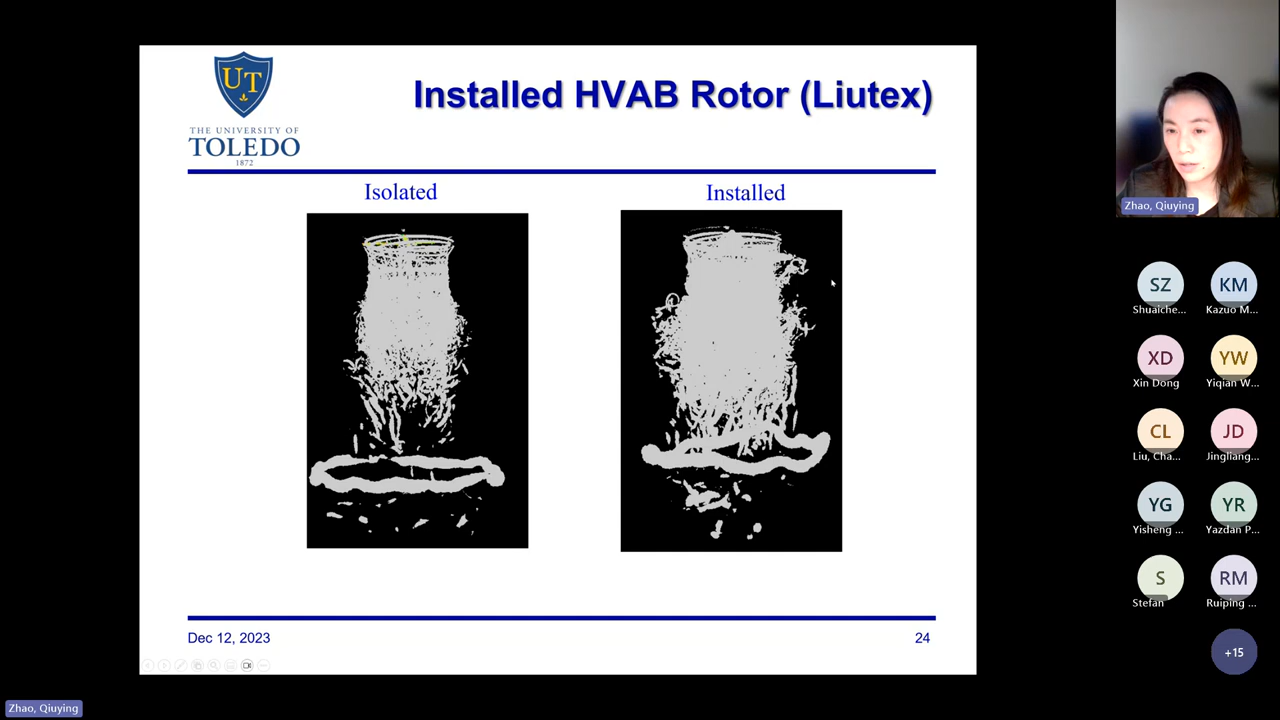 UT
THE UNIVERSITY OF
TOLEDO
1872
Installed HVAB Rotor (Liutex)
Isolated
Installed
Dec 12, 2023
24
Zhao, Qiuying
SZ
Shuaiche...
KM
Kazuo M...
XD
Xin Dong
YW
Yiqian W...
CL
Liu, Cha...
JD
Jingliang...
YG
Yisheng ...
YR
Yazdan P...
S
Stefan
RM
Ruiping ...
+15
Zhao, Qiuying